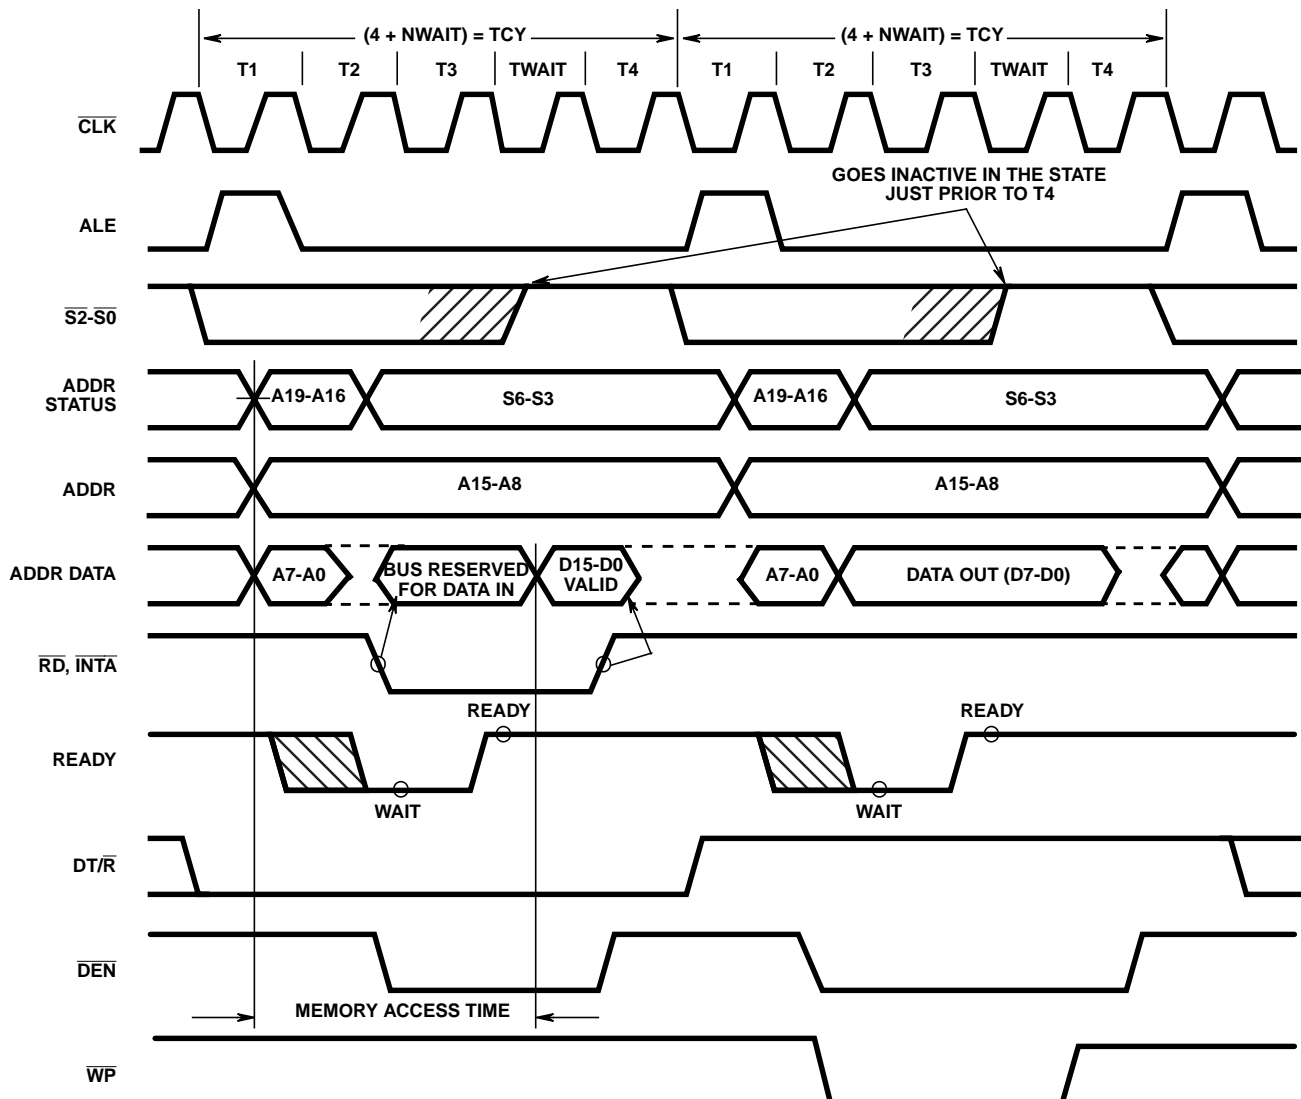 (4 + NWAIT) = TCY (4 + NWAIT) = TCY
T1 T2 T3 TWAIT T4 T1 T2 T3 TWAIT T4
CLK
GOES INACTIVE IN THE STATE
JUST PRIOR TO T4
ALE
S2-S0
ADDR
STATUS
A19-A16 S6-S3 A19-A16 S6-S3
ADDR A15-A8 A15-A8
ADDR DATA A7-A0
BUS RESERVED
FOR DATA IN
D15-D0
VALID
A7-A0 DATA OUT (D7-D0)
RD, INTA
READY READY
READY
WAIT WAIT
DT/R
DEN
MEMORY ACCESS TIME
WP